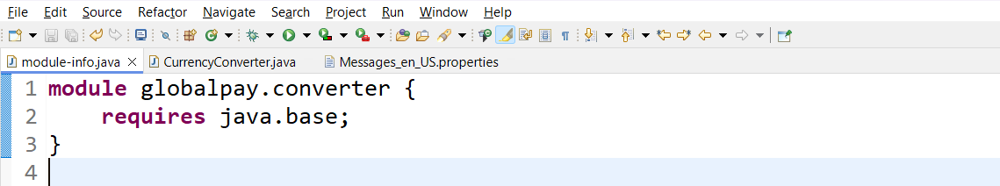 File Edit Source Refactor Navigate Search Project Run Window Help
module-info.java CurrencyConverter.java Messages_en_US.properties
1 module globalpay.converter {
2     requires java.base;
3 }
4